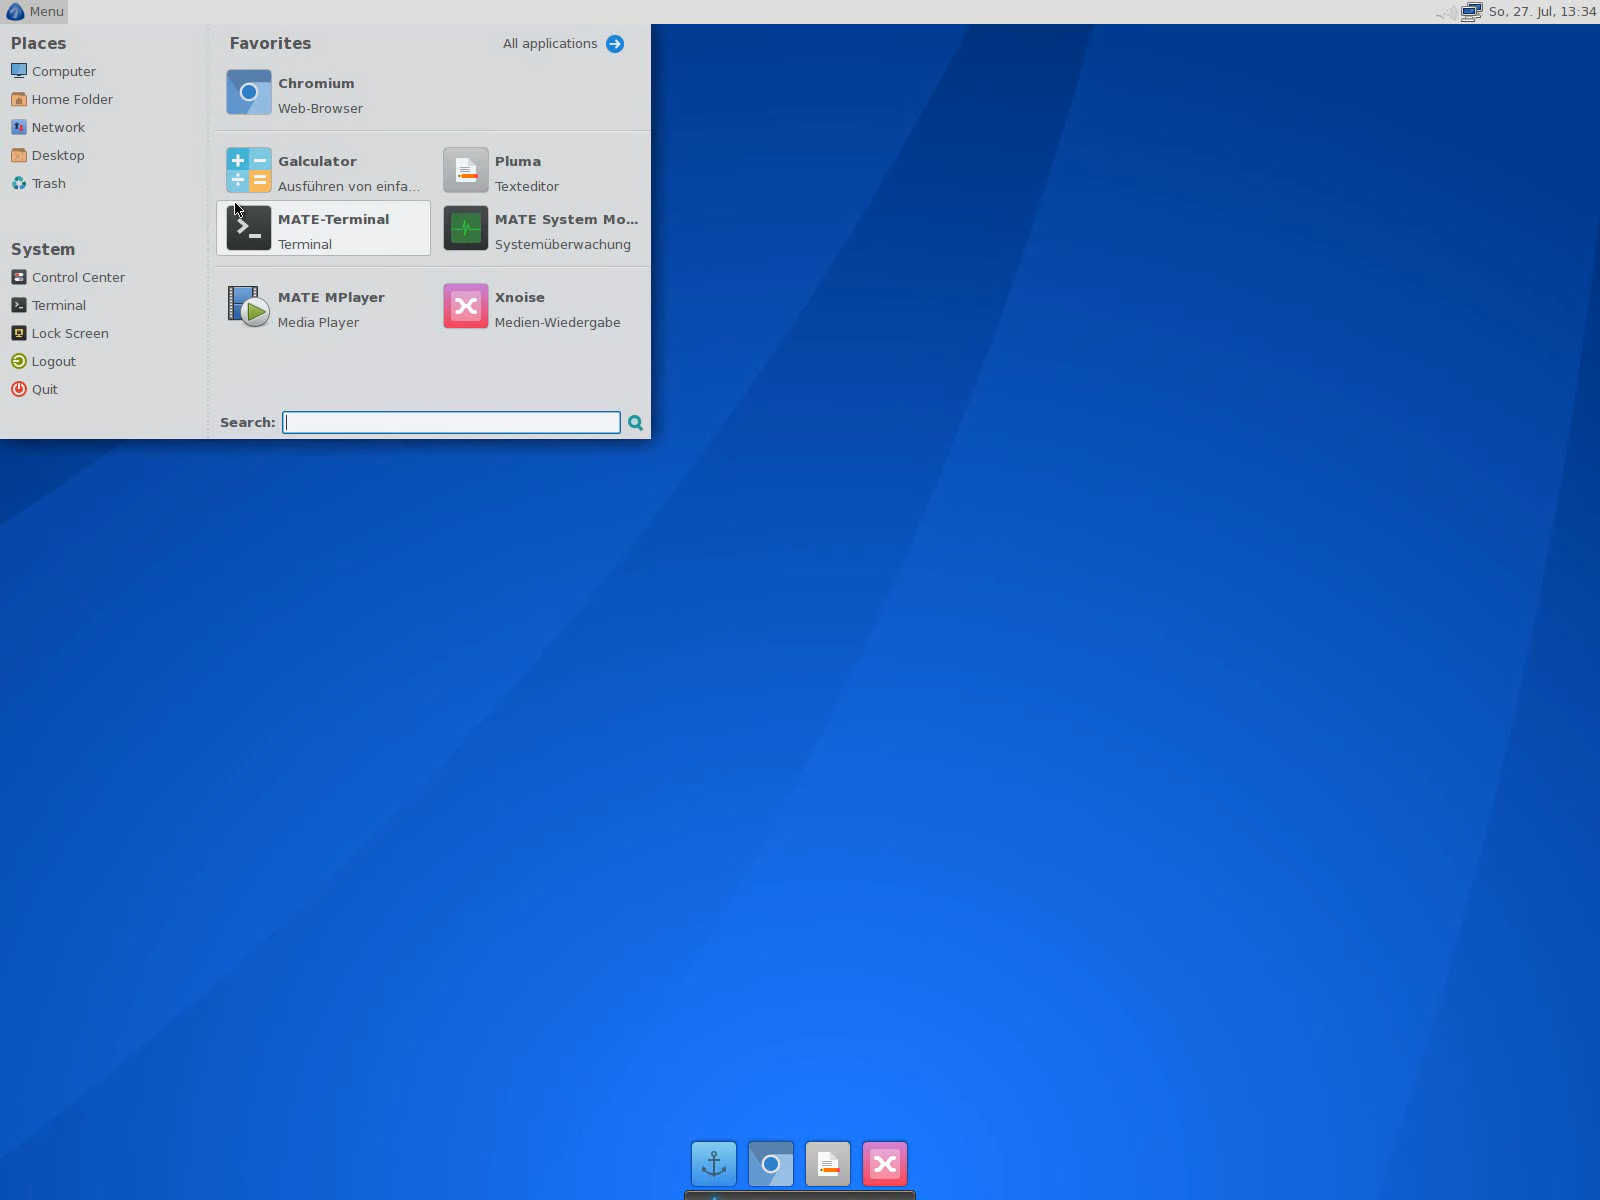 Menu
So, 27. Jul, 13:34
Places
Computer
Home Folder
Network
Desktop
Trash
System
Control Center
Terminal
Lock Screen
Logout
Quit
Favorites
All applications
Chromium
Web-Browser
Galculator
Ausführen von einfa...
Pluma
Texteditor
MATE-Terminal
Terminal
MATE System Mo...
Systemüberwachung
MATE MPlayer
Media Player
Xnoise
Medien-Wiedergabe
Search: